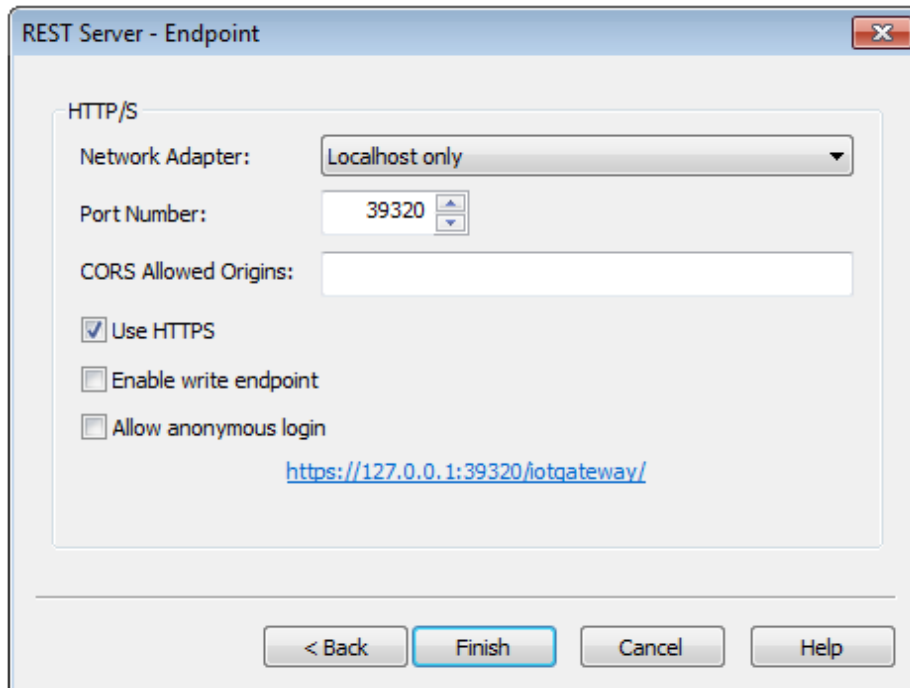 REST Server - Endpoint
HTTP/S
Network Adapter: Localhost only
Port Number: 39320
CORS Allowed Origins:
Use HTTPS
Enable write endpoint
Allow anonymous login
https://127.0.0.1:39320/iotgateway/
< Back Finish Cancel Help